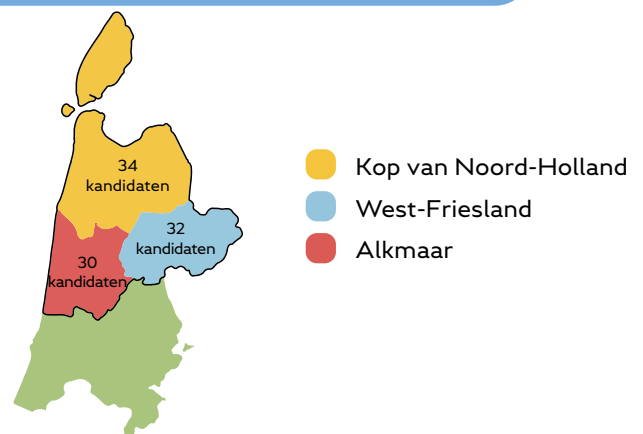 34
kandidaten
32
kandidaten
30
kandidaten
Kop van Noord-Holland
West-Friesland
Alkmaar